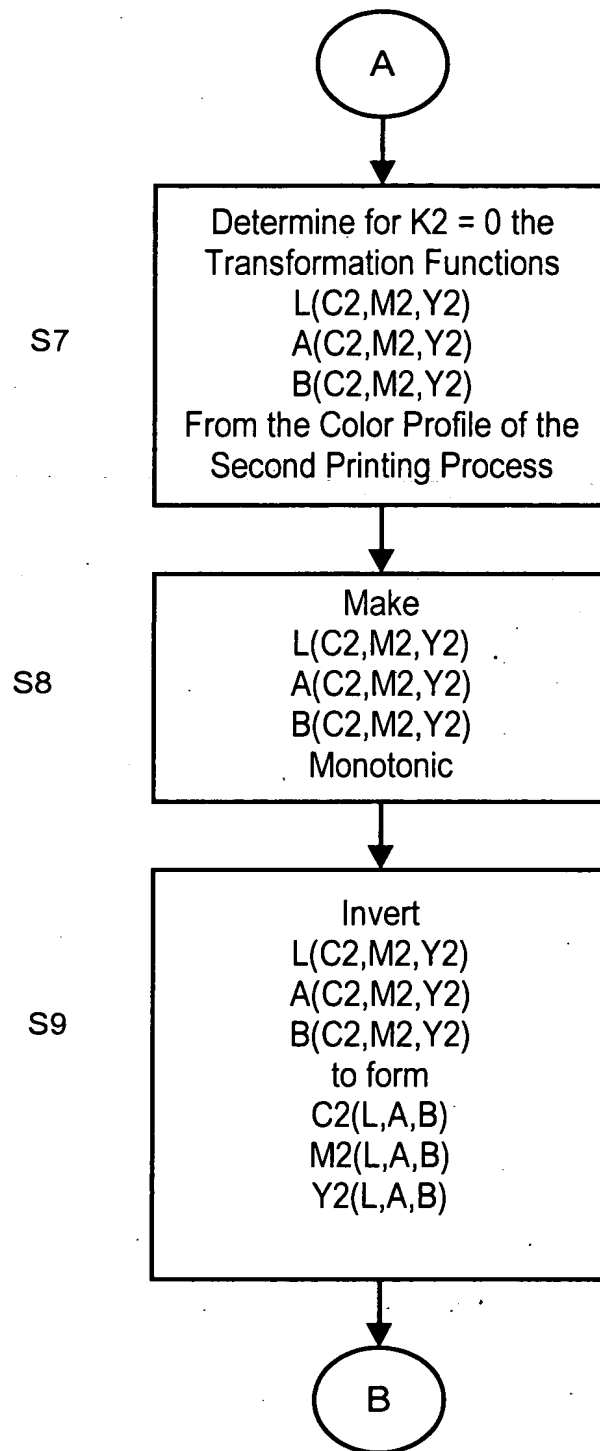 A
S7
Determine for K2 = 0 the
Transformation Functions
L(C2,M2,Y2)
A(C2,M2,Y2)
B(C2,M2,Y2)
From the Color Profile of the
Second Printing Process
S8
Make
L(C2,M2,Y2)
A(C2,M2,Y2)
B(C2,M2,Y2)
Monotonic
S9
Invert
L(C2,M2,Y2)
A(C2,M2,Y2)
B(C2,M2,Y2)
to form
C2(L,A,B)
M2(L,A,B)
Y2(L,A,B)
B